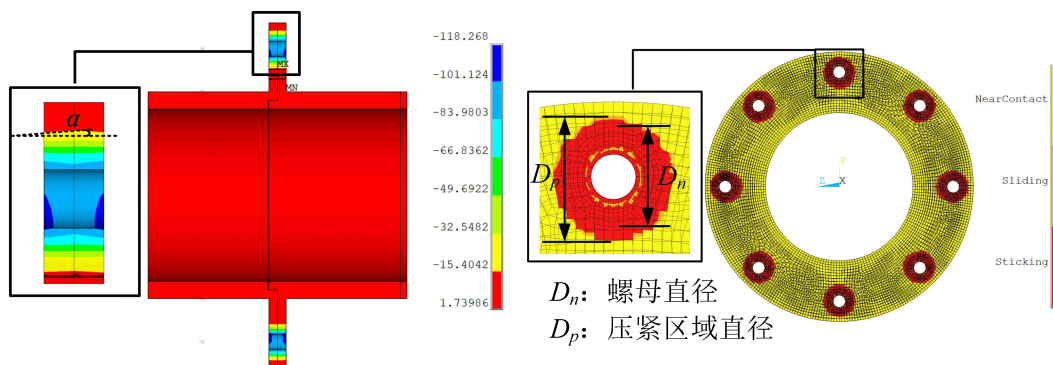 MX
MN
α
-118.268
-101.124
-83.9803
-66.8362
-49.6922
-32.5482
-15.4042
1.73986
Dp
Dn
Y
Z
X
NearContact
Sliding
Sticking
Dn：螺母直径
Dp：压紧区域直径